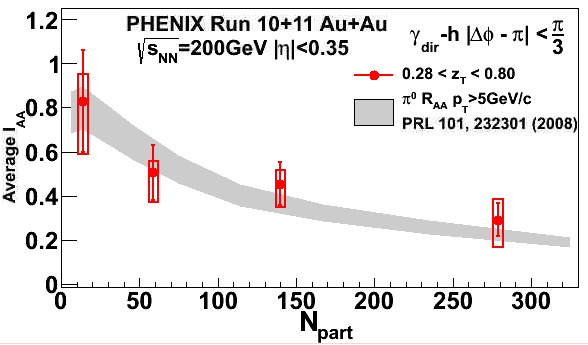 PHENIX Run 10+11 Au+Au
√sNN=200GeV |η|<0.35
γdir-h |Δϕ - π| < π/3
0.28 < zT < 0.80
π0 RAA pT>5GeV/c
PRL 101, 232301 (2008)
Average IAA
1.2
1
0.8
0.6
0.4
0.2
0
0 50 100 150 200 250 300
Npart